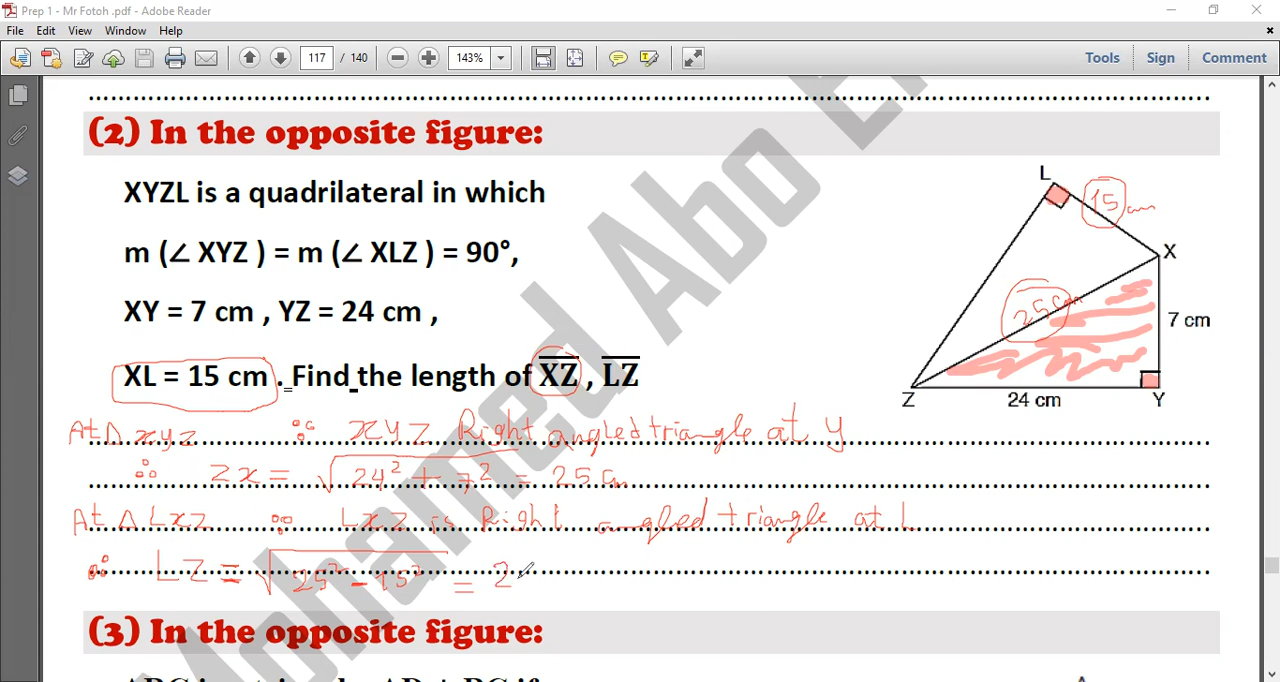 Prep 1 - Mr Fotoh .pdf - Adobe Reader
File Edit View Window Help
117 / 140 143% Tools Sign Comment
(2) In the opposite figure:
XYZL is a quadrilateral in which
m (∠ XYZ ) = m (∠ XLZ ) = 90°,
XY = 7 cm , YZ = 24 cm ,
XL = 15 cm . Find the length of X͞Z͞ , L͞Z͞
L
15 cm
X
25 cm
7 cm
Z 24 cm Y
At Δ xyz ∵ XYZ Right angled triangle at y
∴ ZX = √24² + 7² = 25 cm
At Δ LXZ ∵ LXZ is Right angled triangle at L
∴ LZ = √25² - 15² = 2
(3) In the opposite figure:
Mohamed Abo El